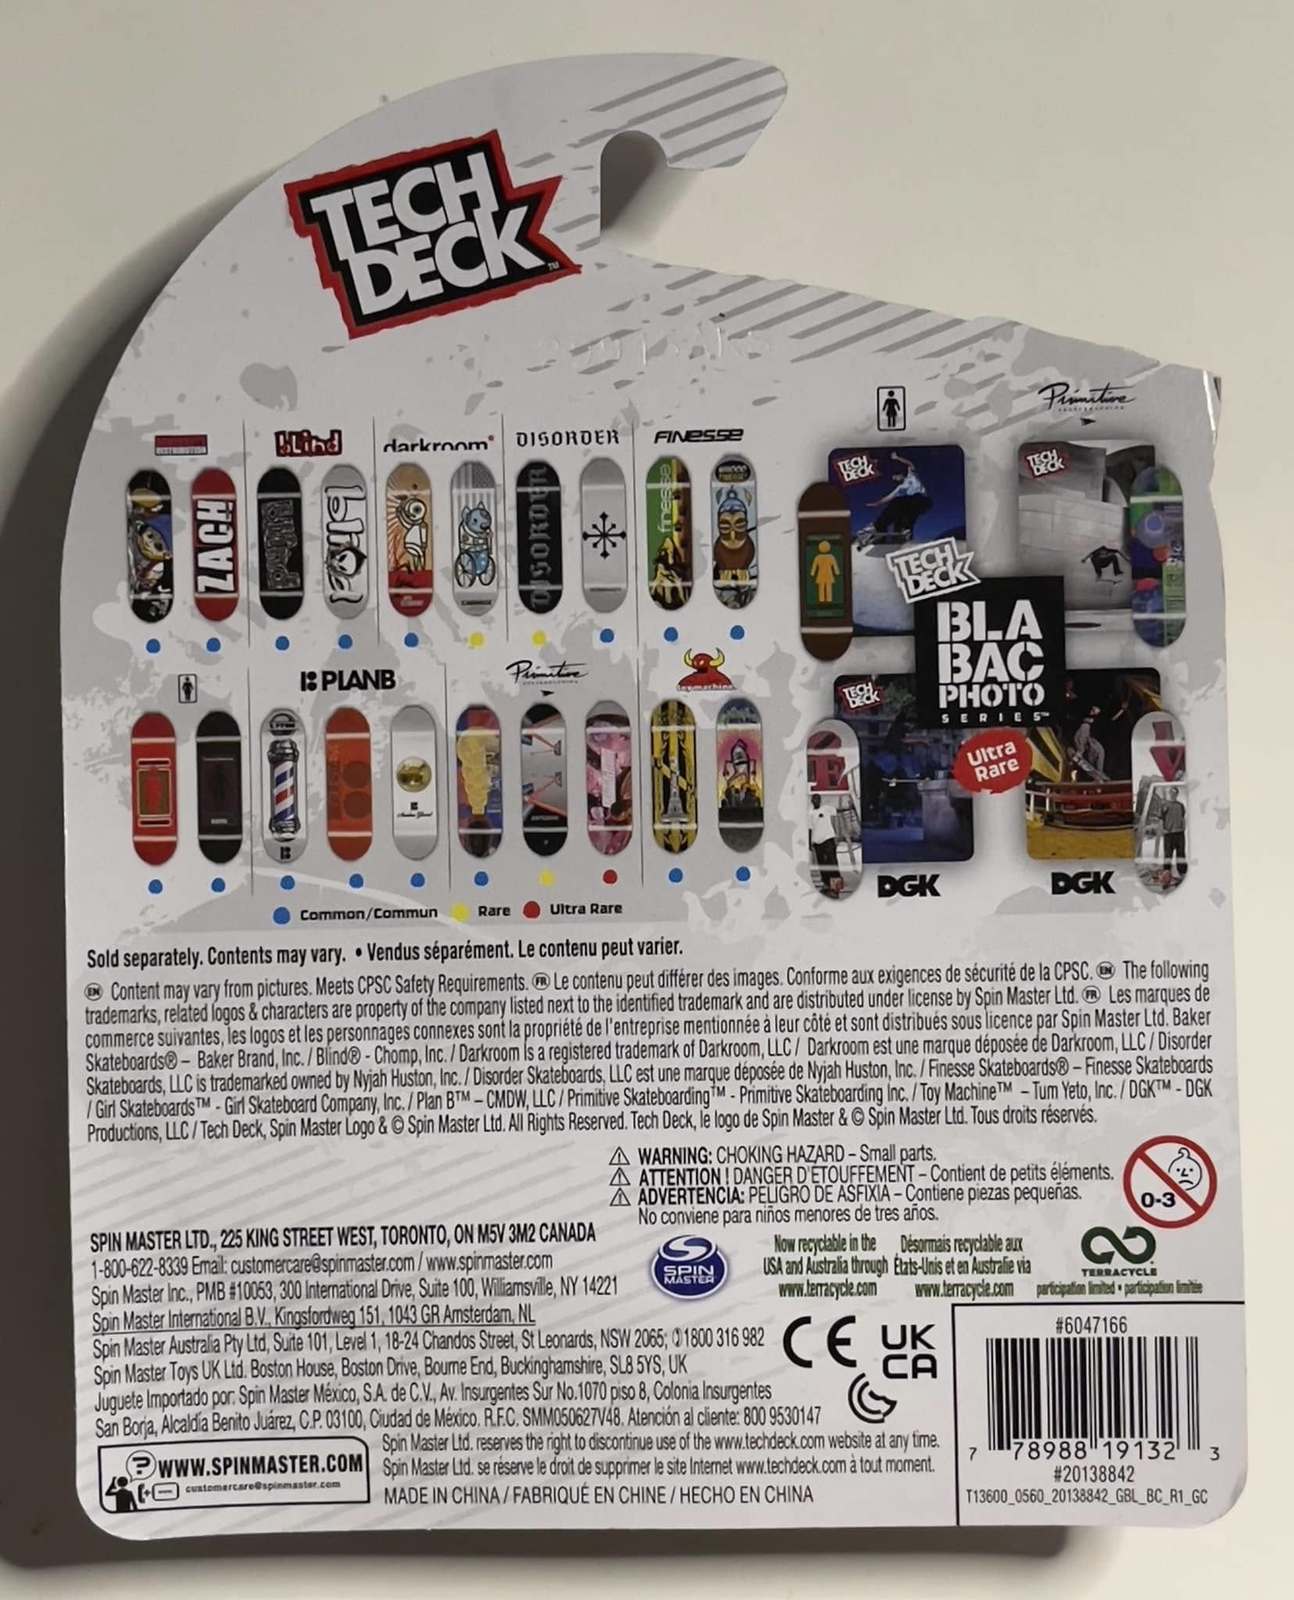 TECH
DECK™
blind
darkroom®
DISORDER
FINESSE
Primitive
SKATEBOARDING
ZACH
blind
DISORDER
finesse
TECH
DECK
TECH
DECK
TECH
DECK
BLA
BAC
PHOTO
SERIES™
Ultra
Rare
TECH
DECK
PLANB
Primitive
toymachine
DGK
DGK
Common/Commun
Rare
Ultra Rare
Sold separately. Contents may vary. • Vendus séparément. Le contenu peut varier.
EN Content may vary from pictures. Meets CPSC Safety Requirements. FR Le contenu peut différer des images. Conforme aux exigences de sécurité de la CPSC. EN The following
trademarks, related logos & characters are property of the company listed next to the identified trademark and are distributed under license by Spin Master Ltd. FR Les marques de
commerce suivantes, les logos et les personnages connexes sont la propriété de l'entreprise mentionnée à leur côté et sont distribués sous licence par Spin Master Ltd. Baker
Skateboards® – Baker Brand, Inc. / Blind® - Chomp, Inc. / Darkroom Is a registered trademark of Darkroom, LLC / Darkroom est une marque déposée de Darkroom, LLC / Disorder
Skateboards, LLC is trademarked owned by Nyjah Huston, Inc. / Disorder Skateboards, LLC est une marque déposée de Nyjah Huston, Inc. / Finesse Skateboards® – Finesse Skateboards
/ Girl Skateboards™ - Girl Skateboard Company, Inc. / Plan B™ – CMDW, LLC / Primitive Skateboarding™ - Primitive Skateboarding Inc. / Toy Machine™ – Tum Yeto, Inc. / DGK™ - DGK
Productions, LLC / Tech Deck, Spin Master Logo & © Spin Master Ltd. All Rights Reserved. Tech Deck, le logo de Spin Master & © Spin Master Ltd. Tous droits réservés.
WARNING: CHOKING HAZARD – Small parts.
ATTENTION ! DANGER D'ÉTOUFFEMENT – Contient de petits éléments.
ADVERTENCIA: PELIGRO DE ASFIXIA – Contiene piezas pequeñas.
No conviene para niños menores de tres años.
0-3
SPIN MASTER LTD., 225 KING STREET WEST, TORONTO, ON M5V 3M2 CANADA
1-800-622-8339 Email: customercare@spinmaster.com / www.spinmaster.com
Spin Master Inc., PMB #10053, 300 International Drive, Suite 100, Williamsville, NY 14221
Spin Master International B.V., Kingsfordweg 151, 1043 GR Amsterdam, NL
Spin Master Australia Pty Ltd, Suite 101, Level 1, 18-24 Chandos Street, St Leonards, NSW 2065; ✆1800 316 982
Spin Master Toys UK Ltd. Boston House, Boston Drive, Bourne End, Buckinghamshire, SL8 5YS, UK
Juguete Importado por: Spin Master México, S.A. de C.V., Av. Insurgentes Sur No.1070 piso 8, Colonia Insurgentes
San Borja, Alcaldía Benito Juárez, C.P. 03100, Ciudad de México. R.F.C. SMM050627V48. Atención al cliente: 800 9530147
SPIN
MASTER
Now recyclable in the
USA and Australia through
www.terracycle.com
Désormais recyclable aux
États-Unis et en Australie via
www.terracycle.com
TERRACYCLE
participation limited • participation limitée
CE
UK
CA
WWW.SPINMASTER.COM
customercare@spinmaster.com
Spin Master Ltd. reserves the right to discontinue use of the www.techdeck.com website at any time.
Spin Master Ltd. se réserve le droit de supprimer le site Internet www.techdeck.com à tout moment.
MADE IN CHINA / FABRIQUÉ EN CHINE / HECHO EN CHINA
#6047166
7 78988 19132 3
#20138842
T13600_0560_20138842_GBL_BC_R1_GC